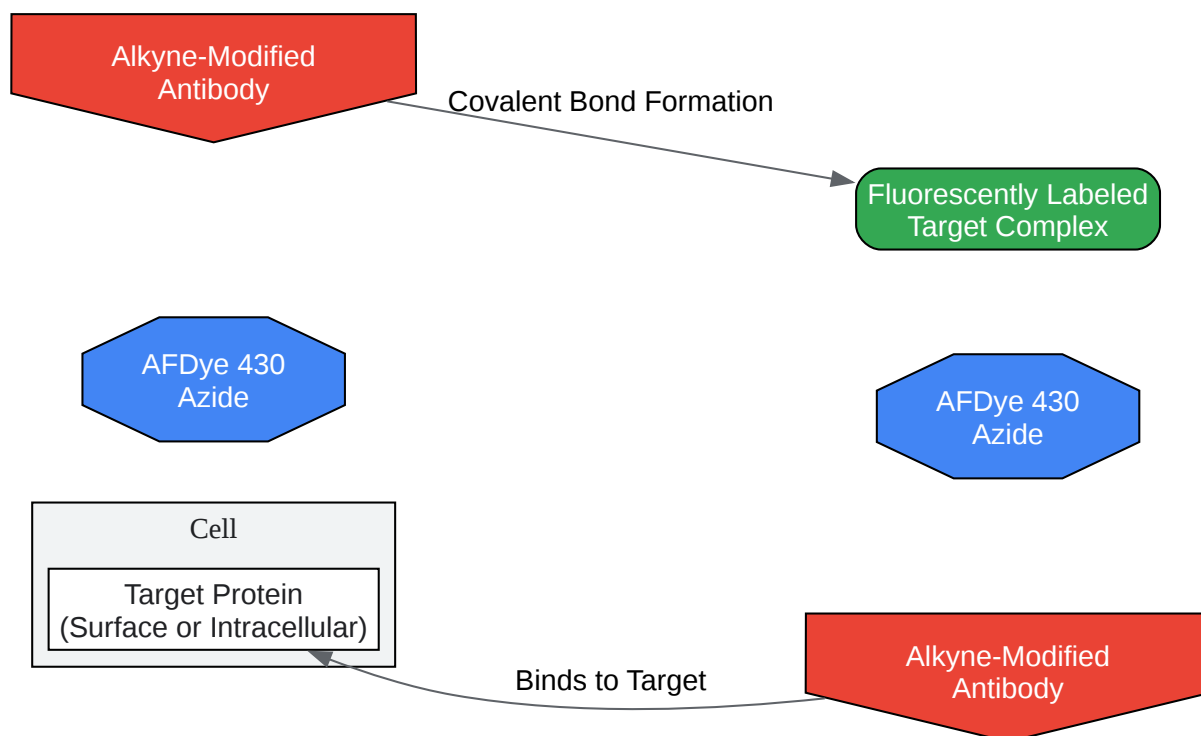 Alkyne-Modified
Antibody
Covalent Bond Formation
Fluorescently Labeled
Target Complex
AFDye 430
Azide
AFDye 430
Azide
Cell
Target Protein
(Surface or Intracellular)
Binds to Target
Alkyne-Modified
Antibody